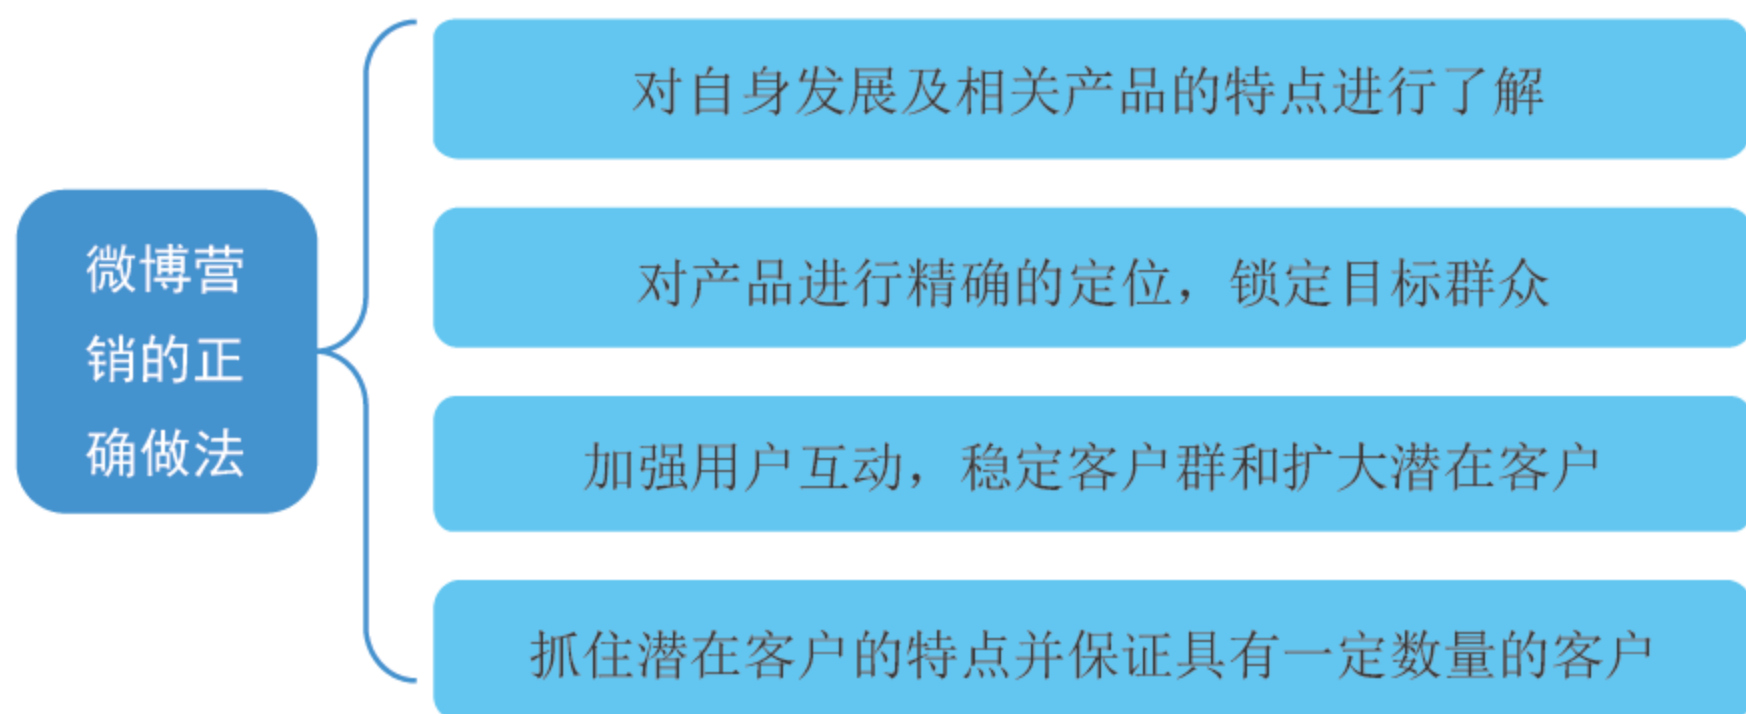 微博营
销的正
确做法
对自身发展及相关产品的特点进行了解
对产品进行精确的定位，锁定目标群众
加强用户互动，稳定客户群和扩大潜在客户
抓住潜在客户的特点并保证具有一定数量的客户